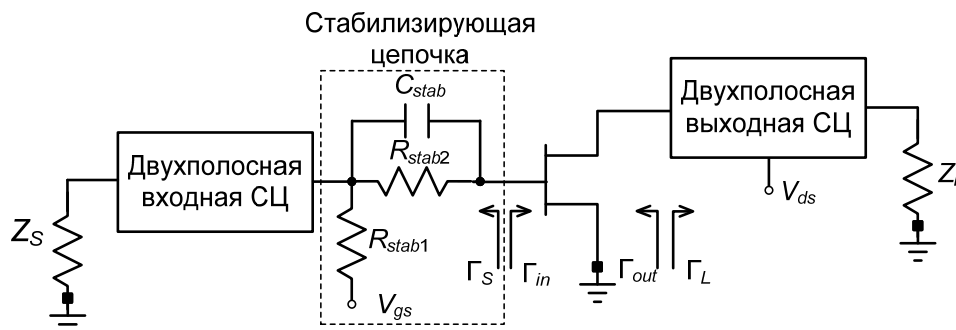 Стабилизирующая
цепочка
C_stab
Двухполосная
входная СЦ
R_stab2
Двухполосная
выходная СЦ
Z_S
R_stab1
V_gs
Γ_S
Γ_in
Γ_out
Γ_L
V_ds